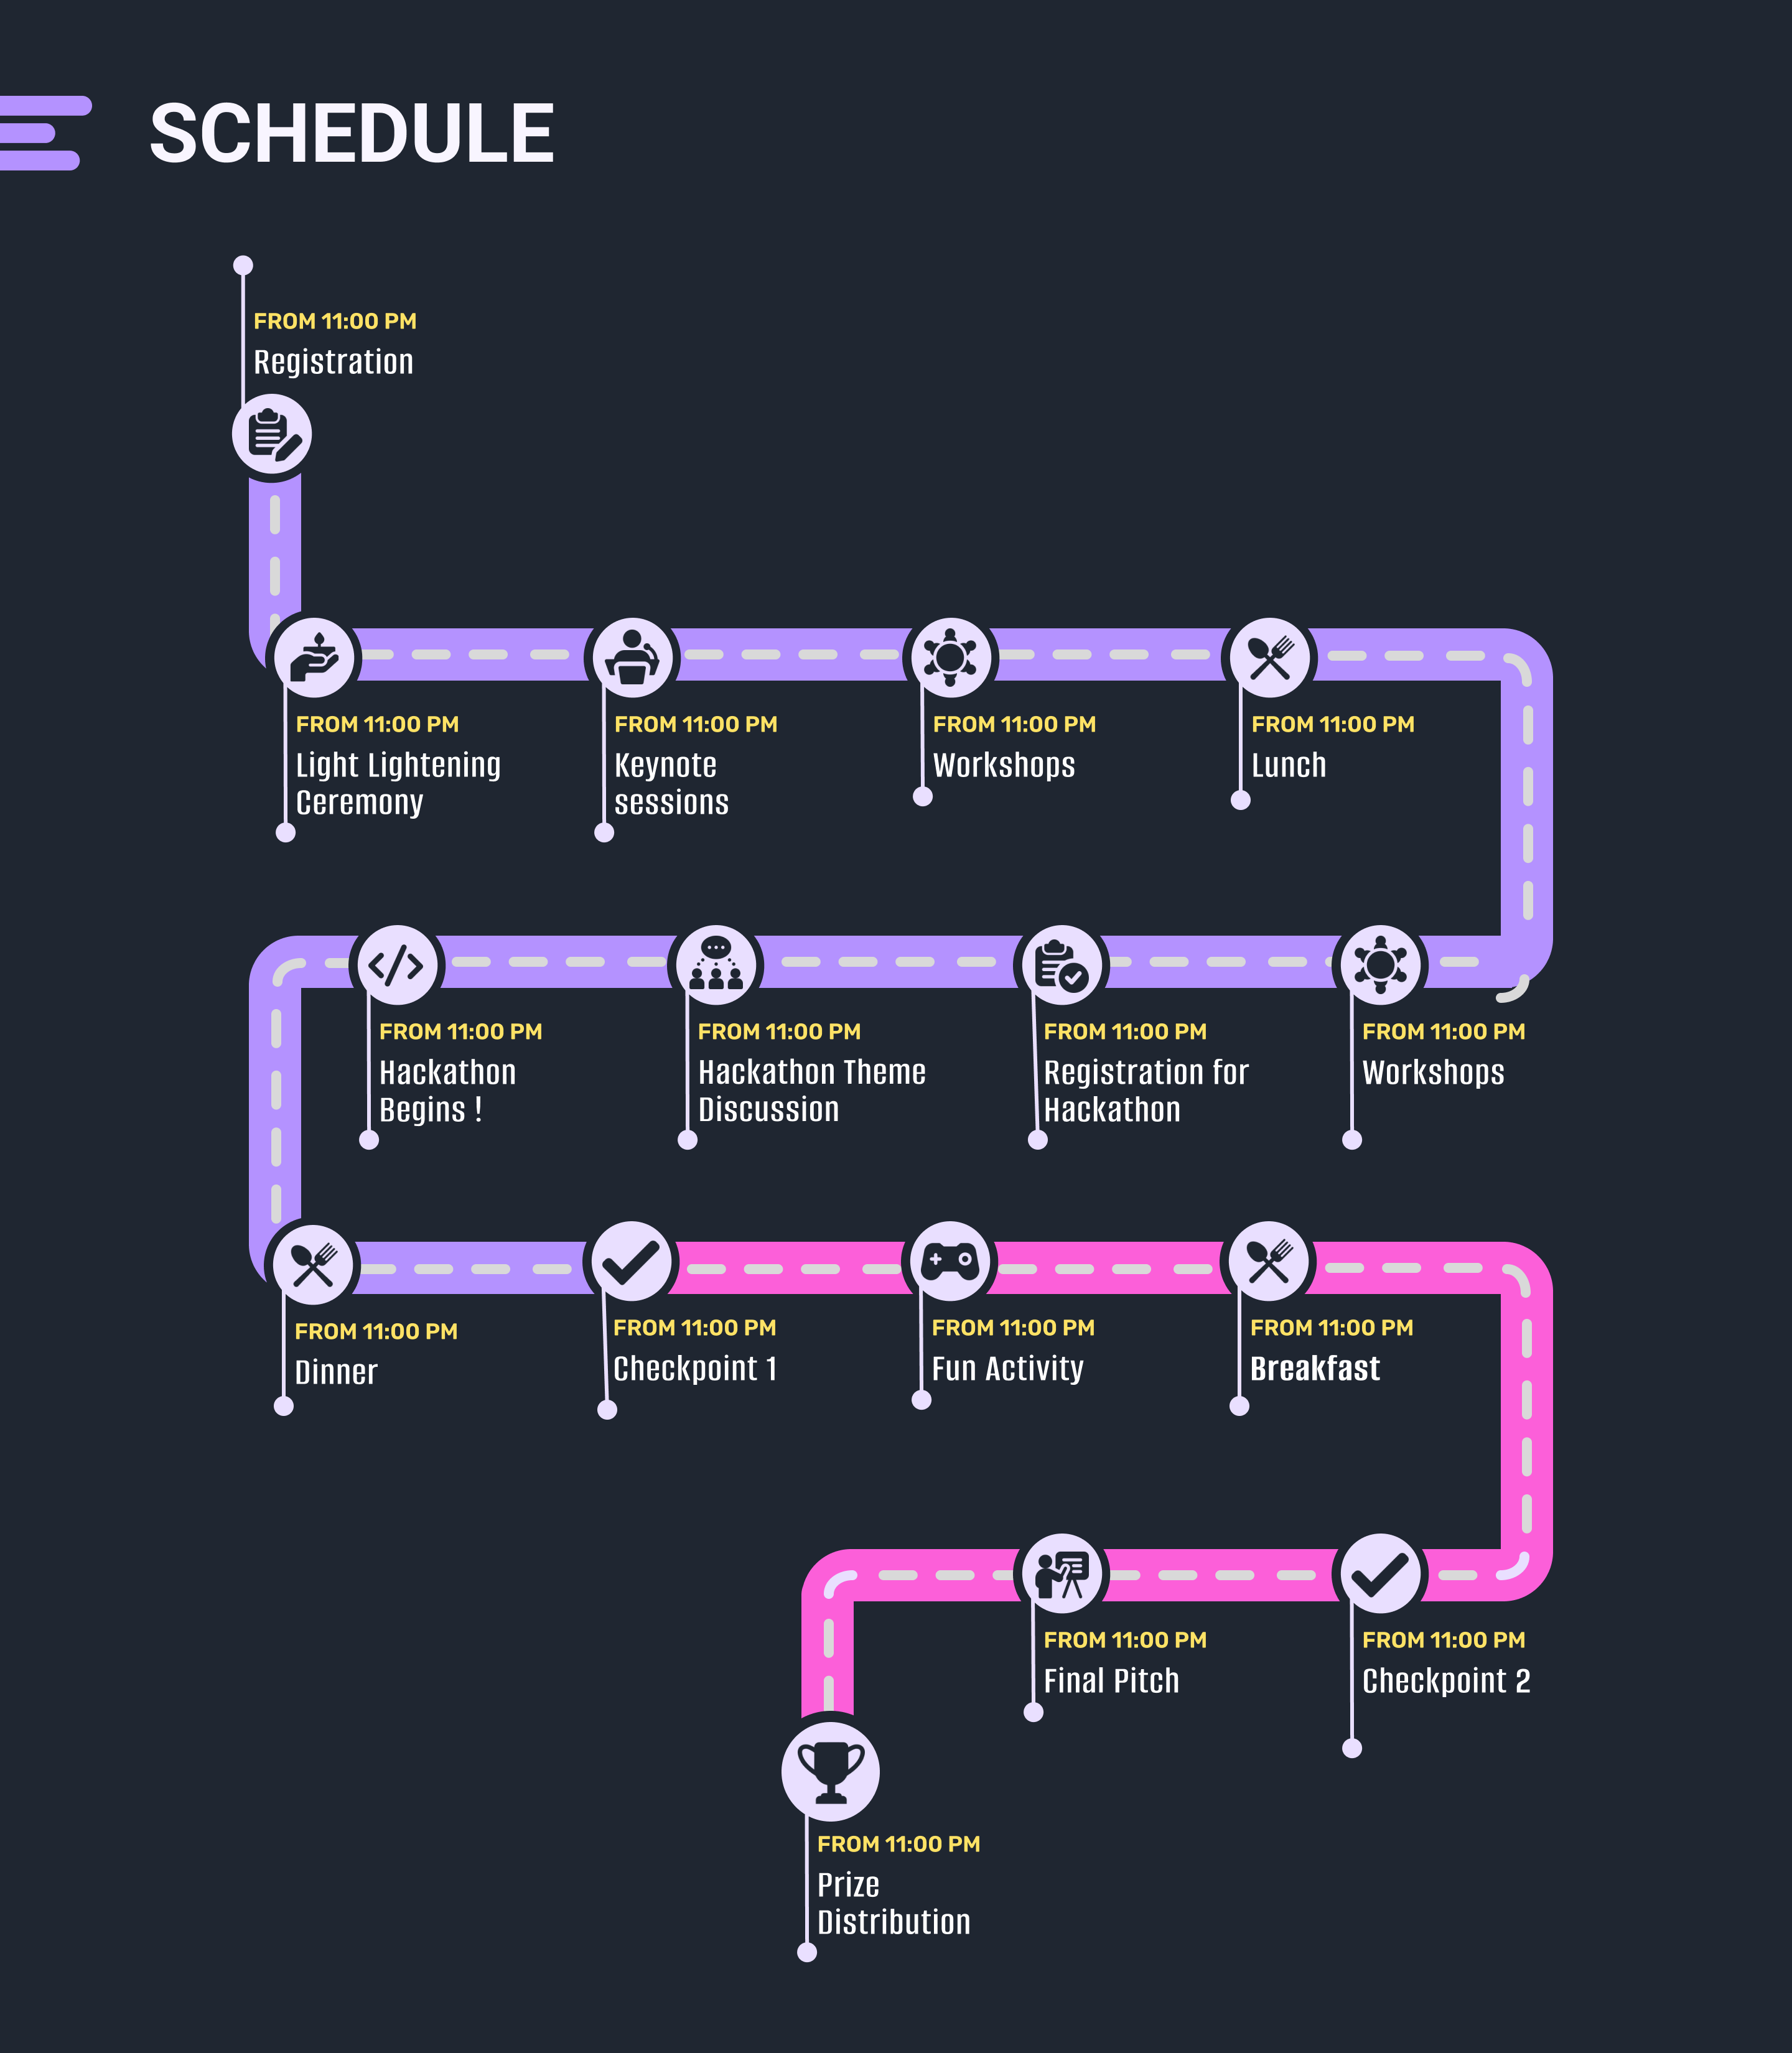 SCHEDULE
FROM 11:00 PM
Registration
FROM 11:00 PM
Light Lightening
Ceremony
FROM 11:00 PM
Keynote
sessions
FROM 11:00 PM
Workshops
FROM 11:00 PM
Lunch
FROM 11:00 PM
Hackathon
Begins !
FROM 11:00 PM
Hackathon Theme
Discussion
FROM 11:00 PM
Registration for
Hackathon
FROM 11:00 PM
Workshops
FROM 11:00 PM
Dinner
FROM 11:00 PM
Checkpoint 1
FROM 11:00 PM
Fun Activity
FROM 11:00 PM
Breakfast
FROM 11:00 PM
Final Pitch
FROM 11:00 PM
Checkpoint 2
FROM 11:00 PM
Prize
Distribution